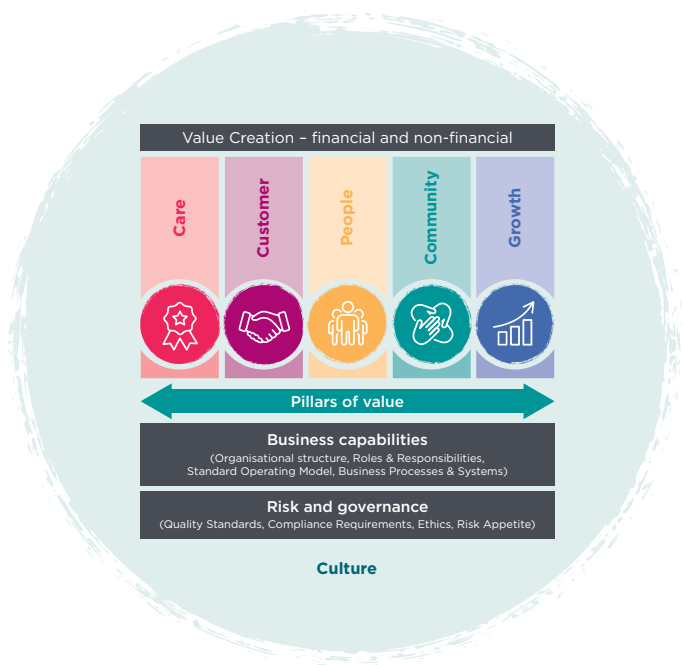 Value Creation – financial and non-financial
Care
Customer
People
Community
Growth
Pillars of value
Business capabilities
(Organisational structure, Roles & Responsibilities,
Standard Operating Model, Business Processes & Systems)
Risk and governance
(Quality Standards, Compliance Requirements, Ethics, Risk Appetite)
Culture